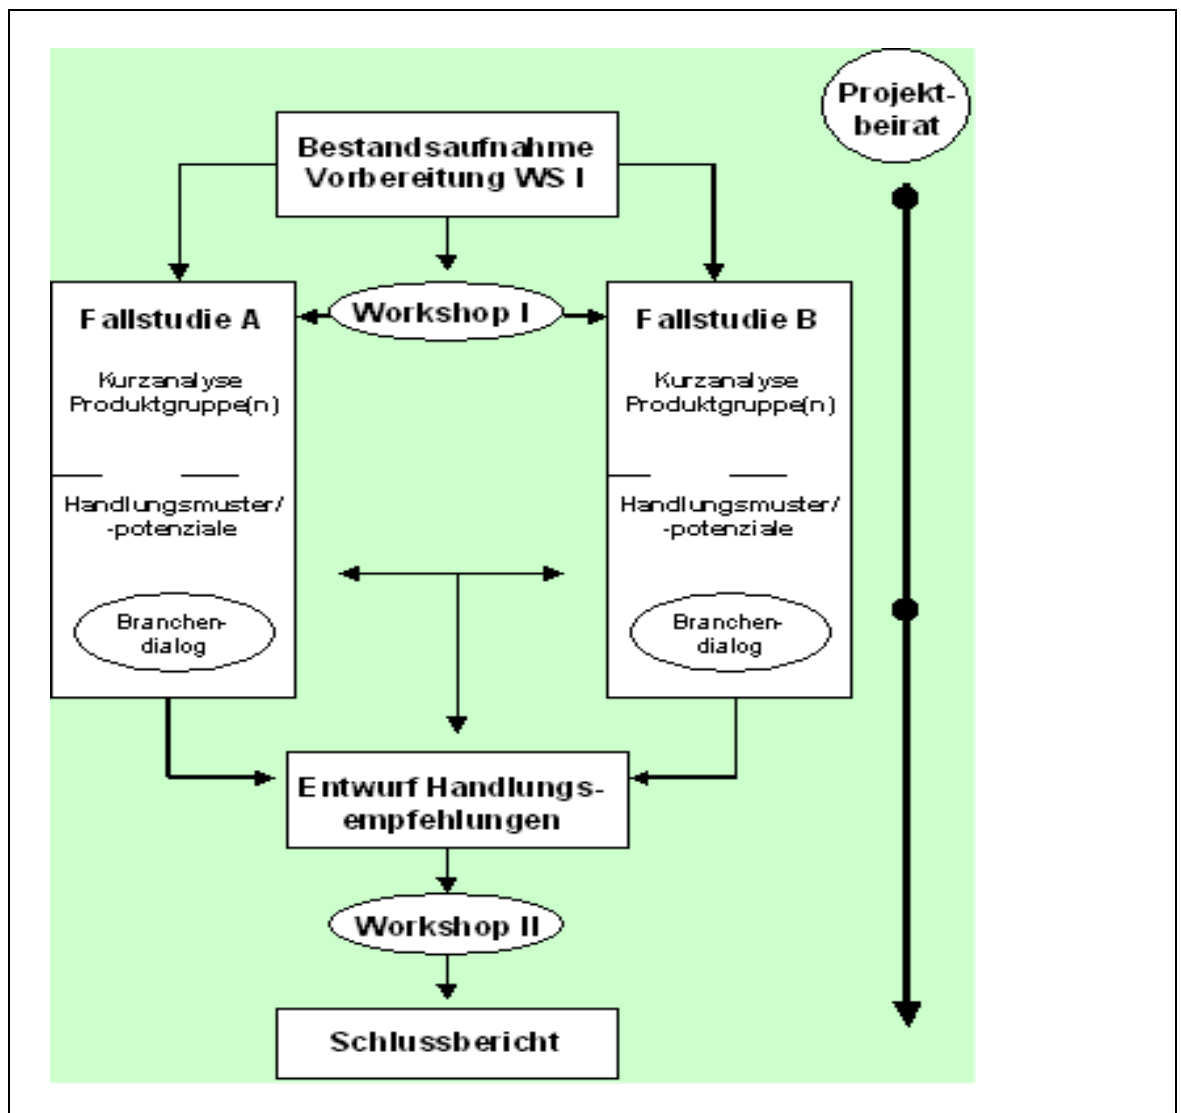 Projekt-
beirat
Bestandsaufnahme
Vorbereitung WS I
Workshop I
Fallstudie A
Kurzanalyse
Produktgruppe(n)
Handlungsmuster/
-potenziale
Branchen-
dialog
Fallstudie B
Kurzanalyse
Produktgruppe(n)
Handlungsmuster/
-potenziale
Branchen-
dialog
Entwurf Handlungs-
empfehlungen
Workshop II
Schlussbericht